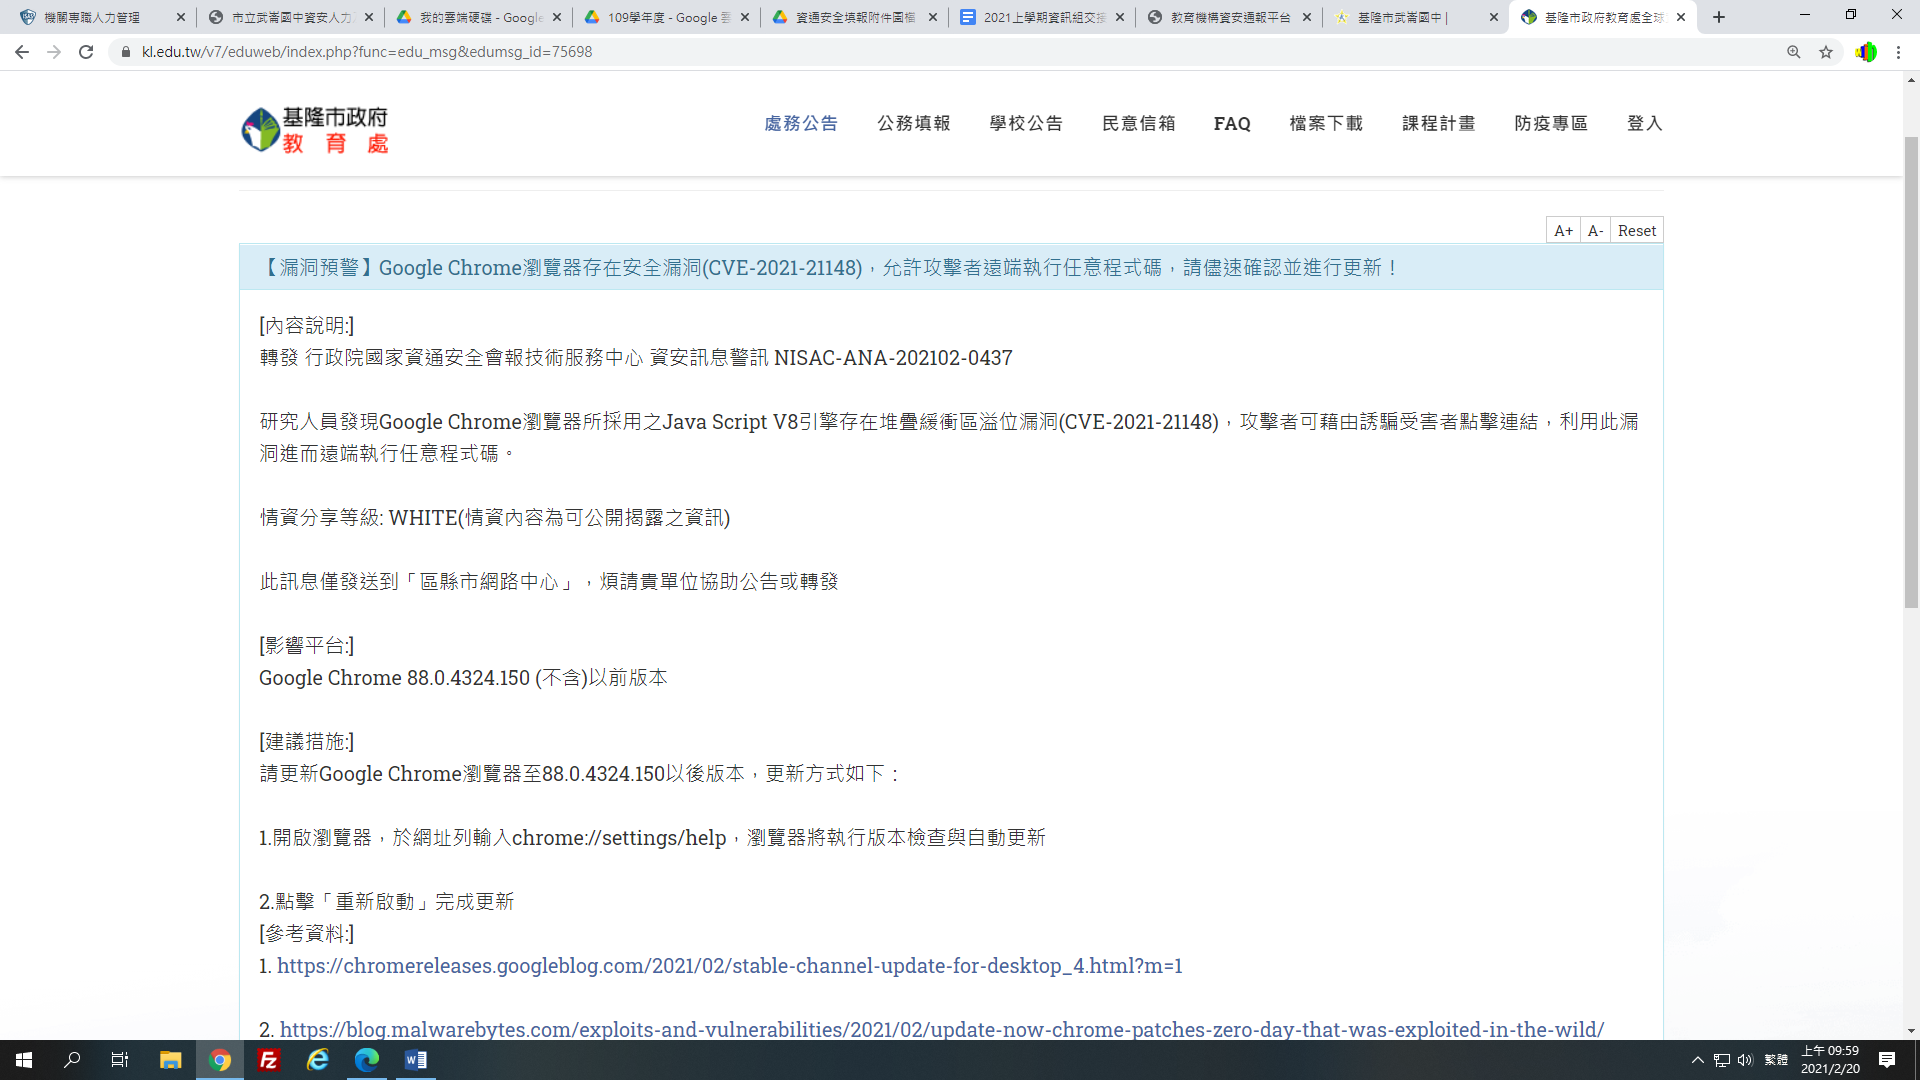 機關專職人力管理
市立武崙國中資安人力
我的雲端硬碟 - Google
109學年度 - Google 雲
資通安全填報附件圖檔
2021上學期資訊組交接
教育機構資安通報平台
基隆市武崙國中 |
基隆市政府教育處全球
kl.edu.tw/v7/eduweb/index.php?func=edu_msg&edumsg_id=75698
基隆市政府
教育處
處務公告 公務填報 學校公告 民意信箱 FAQ 檔案下載 課程計畫 防疫專區 登入
A+ A- Reset
【漏洞預警】Google Chrome瀏覽器存在安全漏洞(CVE-2021-21148)，允許攻擊者遠端執行任意程式碼，請儘速確認並進行更新！
[內容說明:]
轉發 行政院國家資通安全會報技術服務中心 資安訊息警訊 NISAC-ANA-202102-0437
研究人員發現Google Chrome瀏覽器所採用之Java Script V8引擎存在堆疊緩衝區溢位漏洞(CVE-2021-21148)，攻擊者可藉由誘騙受害者點擊連結，利用此漏
洞進而遠端執行任意程式碼。
情資分享等級: WHITE(情資內容為可公開揭露之資訊)
此訊息僅發送到「區縣市網路中心」，煩請貴單位協助公告或轉發
[影響平台:]
Google Chrome 88.0.4324.150 (不含)以前版本
[建議措施:]
請更新Google Chrome瀏覽器至88.0.4324.150以後版本，更新方式如下：
1.開啟瀏覽器，於網址列輸入chrome://settings/help，瀏覽器將執行版本檢查與自動更新
2.點擊「重新啟動」完成更新
[參考資料:]
1. https://chromereleases.googleblog.com/2021/02/stable-channel-update-for-desktop_4.html?m=1
2. https://blog.malwarebytes.com/exploits-and-vulnerabilities/2021/02/update-now-chrome-patches-zero-day-that-was-exploited-in-the-wild/
繁體
上午 09:59
2021/2/20